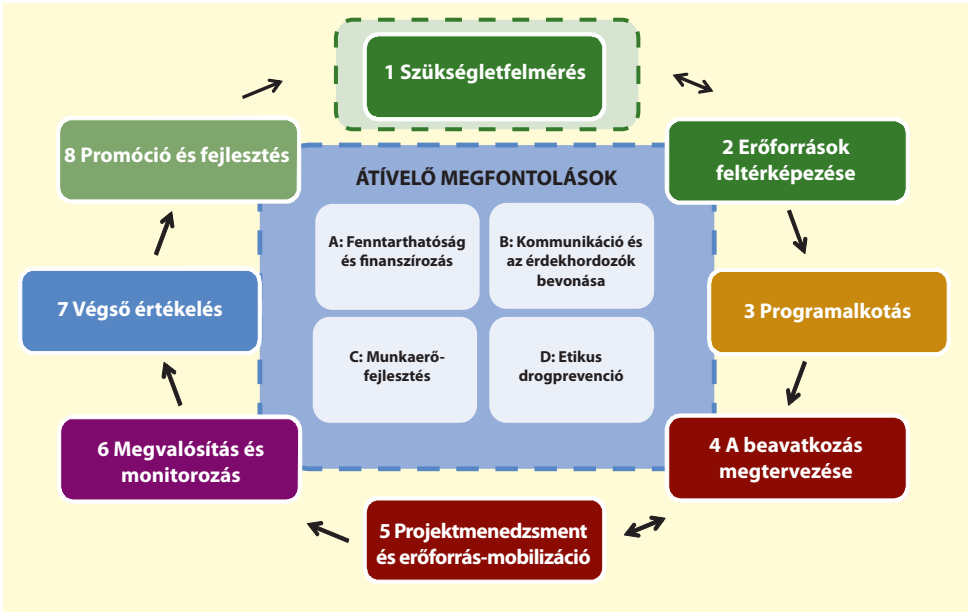 1 Szükségletfelmérés
2 Erőforrások
feltérképezése
3 Programalkotás
4 A beavatkozás
megtervezése
5 Projektmenedzsment
és erőforrás-mobilizáció
6 Megvalósítás és
monitorozás
7 Végső értékelés
8 Promóció és fejlesztés
ÁTÍVELŐ MEGFONTOLÁSOK
A: Fenntarthatóság
és finanszírozás
B: Kommunikáció és
az érdekhordozók
bevonása
C: Munkaerő-
fejlesztés
D: Etikus
drogprevenció